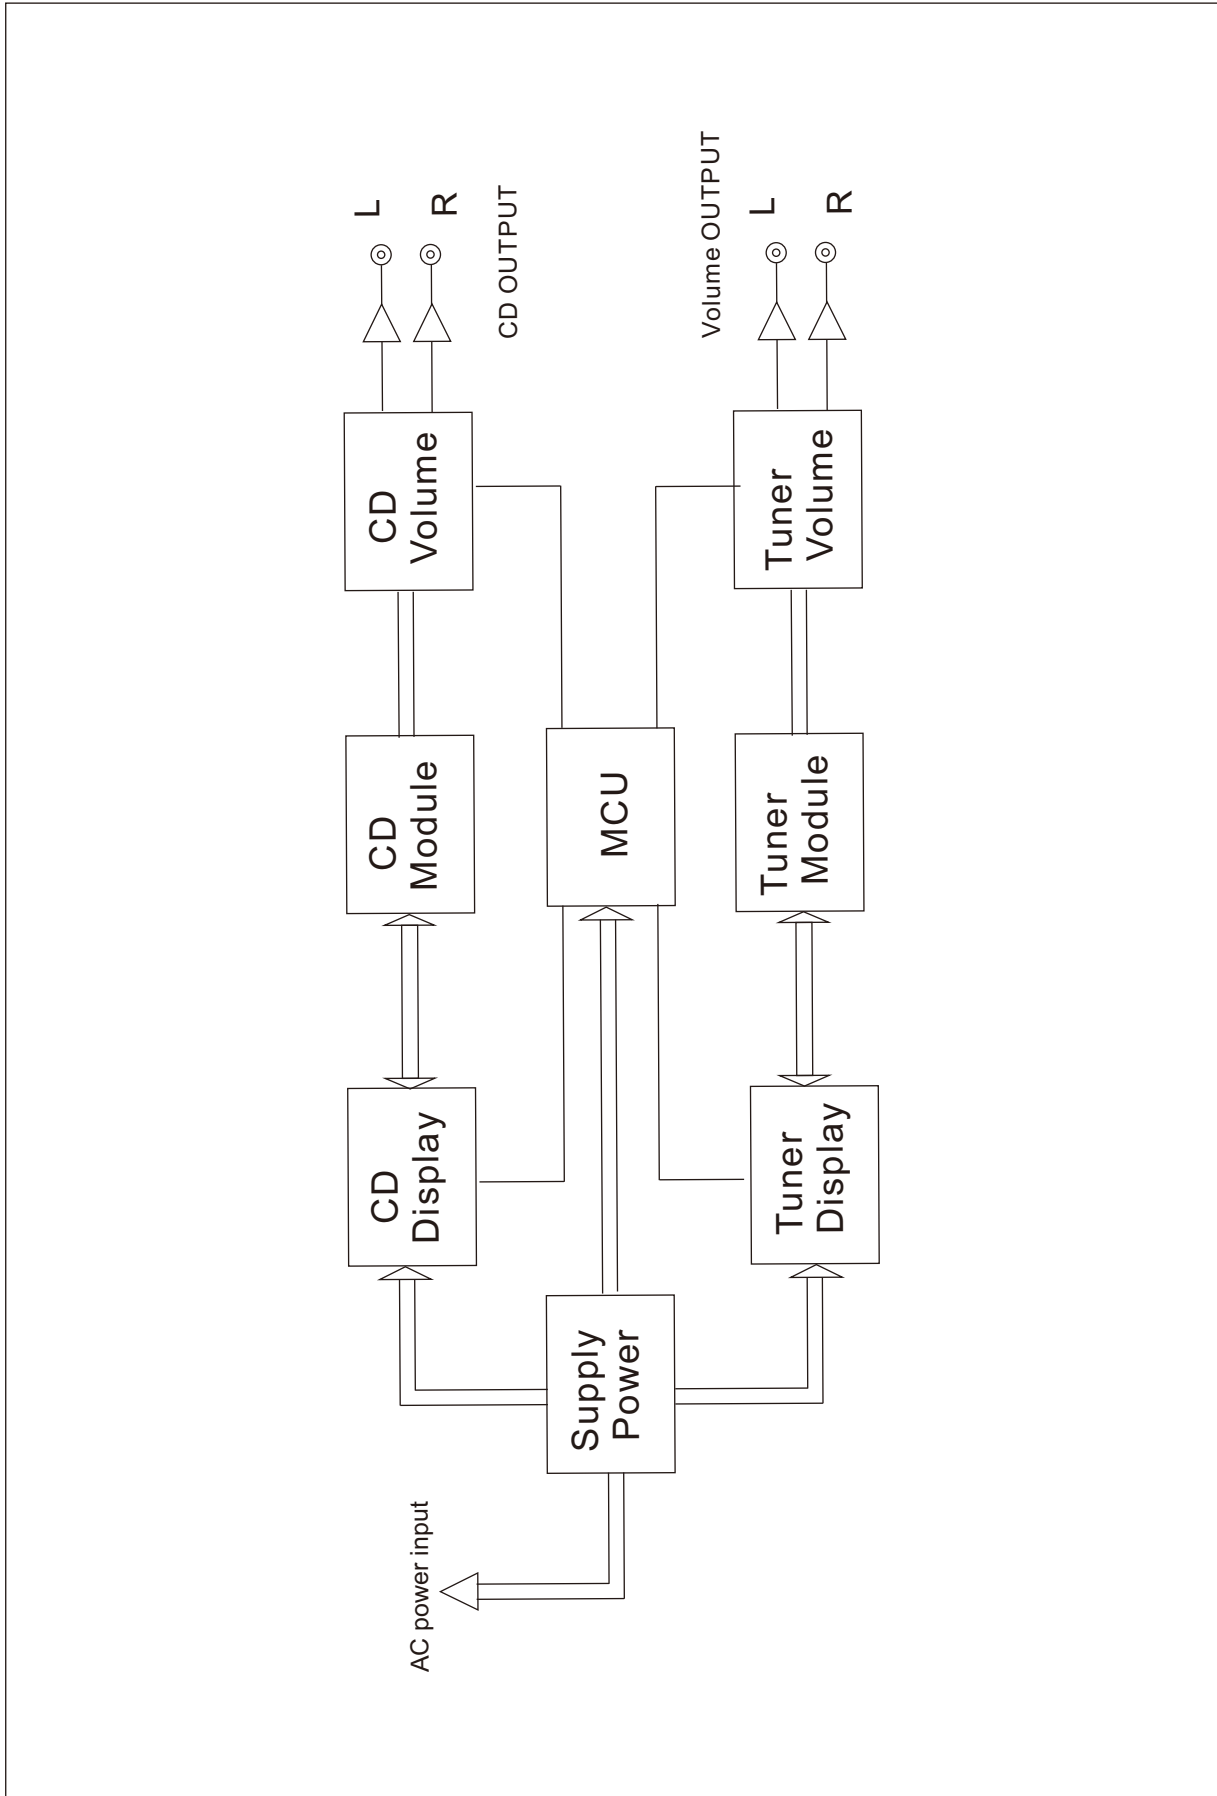 L
R
CD OUTPUT
Volume OUTPUT
L
R
CD
Volume
Tuner
Volume
CD
Module
MCU
Tuner
Module
CD
Display
Tuner
Display
Supply
Power
AC power input